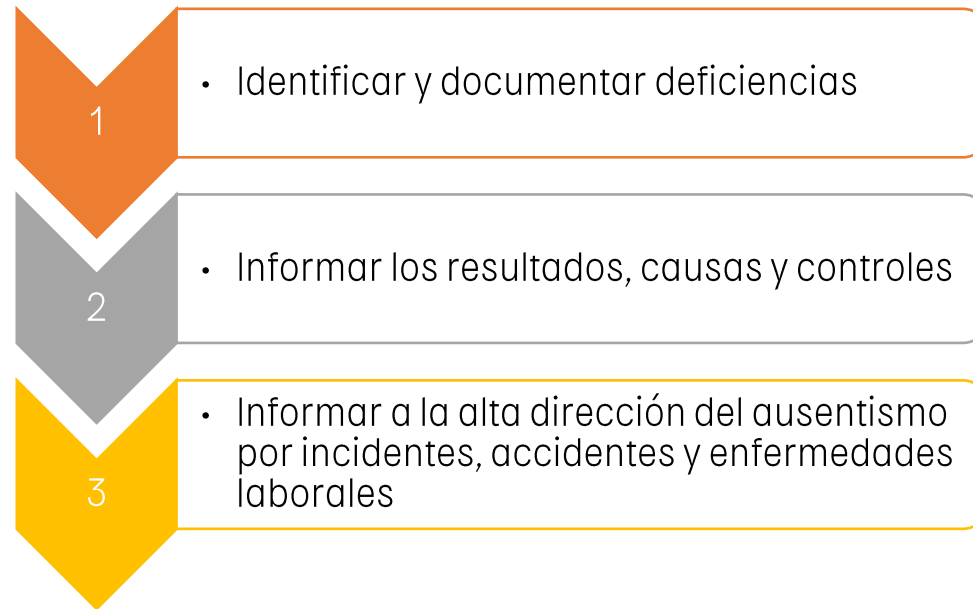 1
• Identificar y documentar deficiencias
2
• Informar los resultados, causas y controles
3
• Informar a la alta dirección del ausentismo
por incidentes, accidentes y enfermedades
laborales